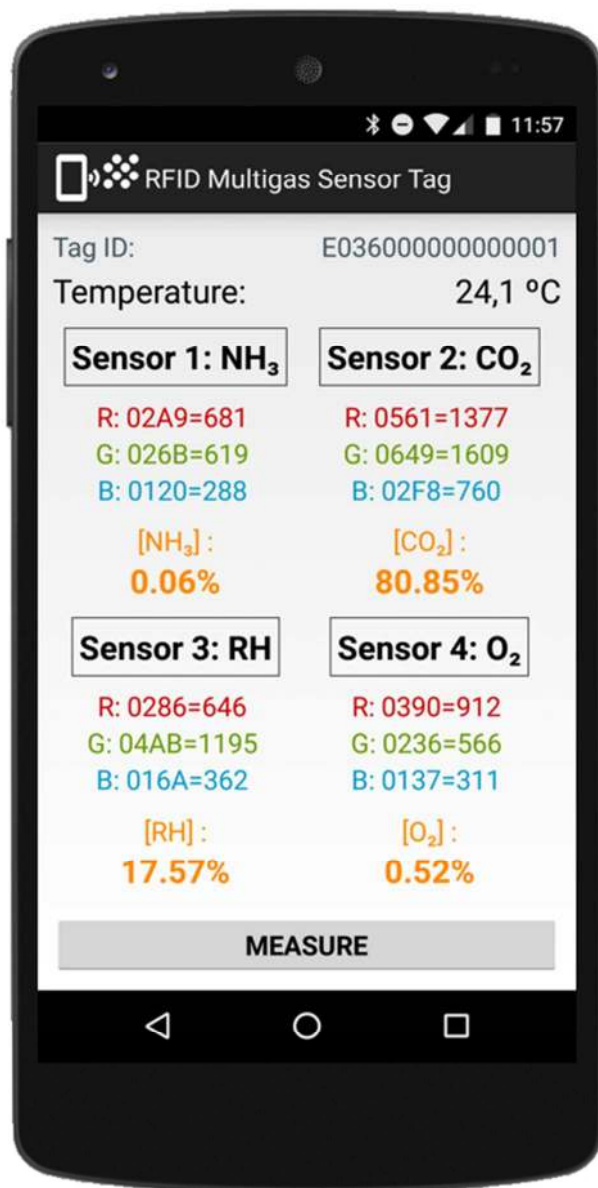 11:57
RFID Multigas Sensor Tag
Tag ID: E036000000000001
Temperature: 24,1 ºC
Sensor 1: NH₃ Sensor 2: CO₂
R: 02A9=681 R: 0561=1377
G: 026B=619 G: 0649=1609
B: 0120=288 B: 02F8=760
[NH₃] : [CO₂] :
0.06% 80.85%
Sensor 3: RH Sensor 4: O₂
R: 0286=646 R: 0390=912
G: 04AB=1195 G: 0236=566
B: 016A=362 B: 0137=311
[RH] : [O₂] :
17.57% 0.52%
MEASURE